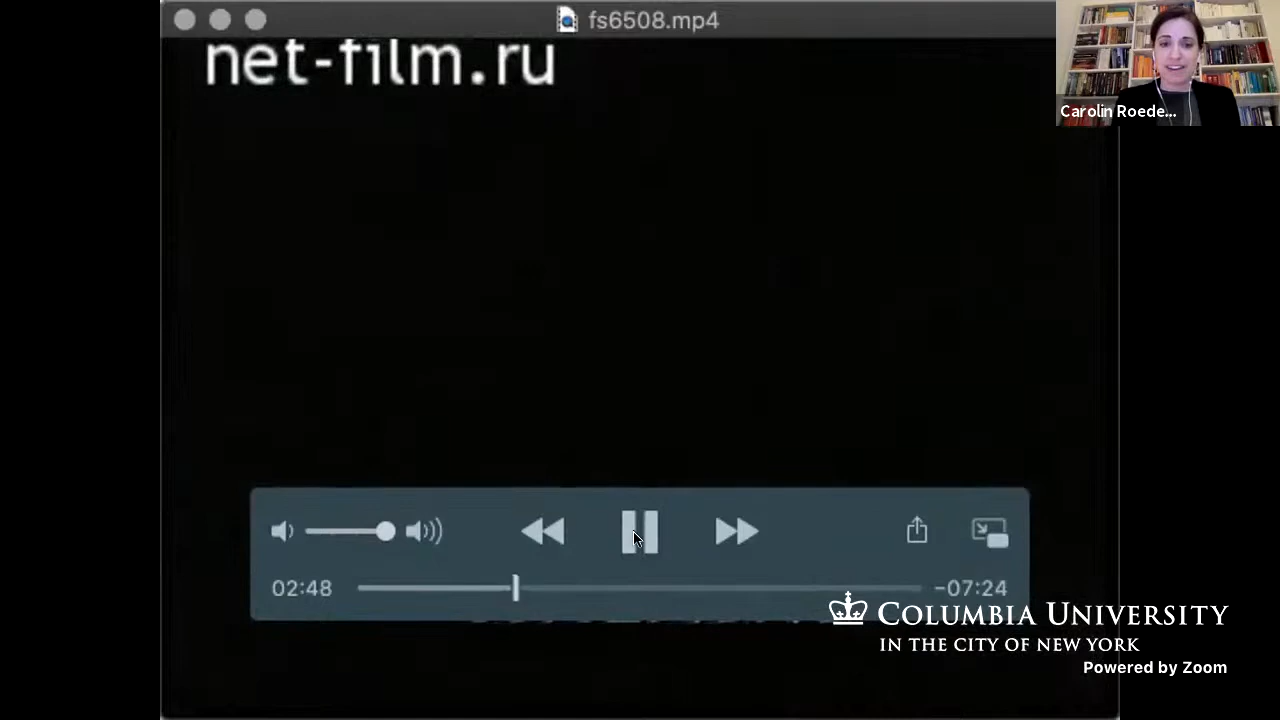 fs6508.mp4
net-film.ru
Carolin Roede...
02:48
-07:24
COLUMBIA UNIVERSITY
IN THE CITY OF NEW YORK
Powered by Zoom